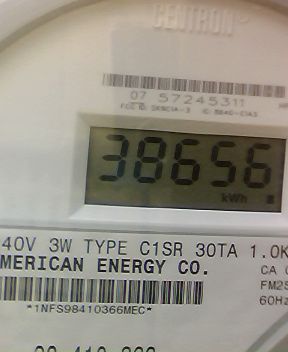 CENTRON
07 57245311
38656
kWh
40V 3W TYPE C1SR 30TA 1.0K
MERICAN ENERGY CO.
CA
FM2S
60Hz
*1NFS98410366MEC*